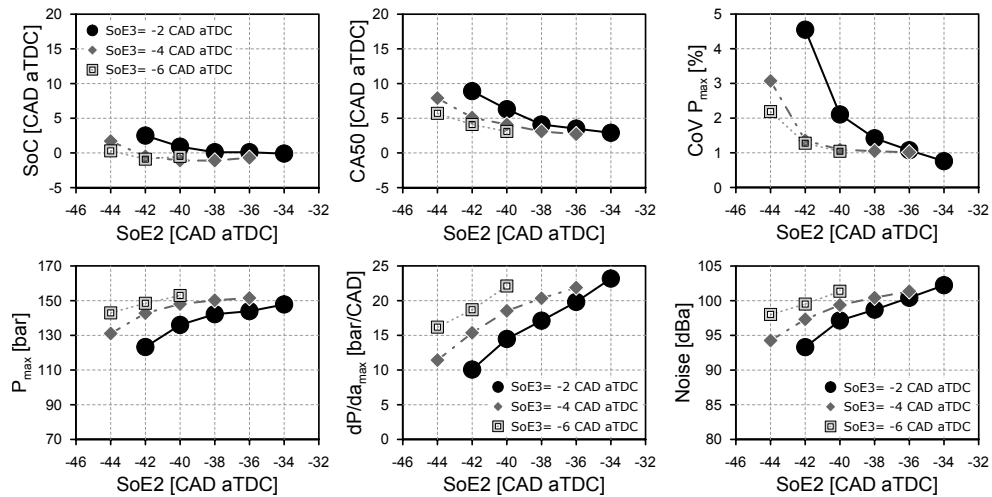 20
15
10
5
0
-5
SoC [CAD aTDC]
SoE3= -2 CAD aTDC
SoE3= -4 CAD aTDC
SoE3= -6 CAD aTDC
-46 -44 -42 -40 -38 -36 -34 -32
SoE2 [CAD aTDC]
20
15
10
5
0
-5
CA50 [CAD aTDC]
-46 -44 -42 -40 -38 -36 -34 -32
SoE2 [CAD aTDC]
5
4
3
2
1
0
CoV Pmax [%]
-46 -44 -42 -40 -38 -36 -34 -32
SoE2 [CAD aTDC]
170
150
130
110
90
70
Pmax [bar]
-46 -44 -42 -40 -38 -36 -34 -32
SoE2 [CAD aTDC]
25
20
15
10
5
0
dP/damax [bar/CAD]
SoE3= -2 CAD aTDC
SoE3= -4 CAD aTDC
SoE3= -6 CAD aTDC
-46 -44 -42 -40 -38 -36 -34 -32
SoE2 [CAD aTDC]
105
100
95
90
85
80
Noise [dBa]
SoE3= -2 CAD aTDC
SoE3= -4 CAD aTDC
SoE3= -6 CAD aTDC
-46 -44 -42 -40 -38 -36 -34 -32
SoE2 [CAD aTDC]